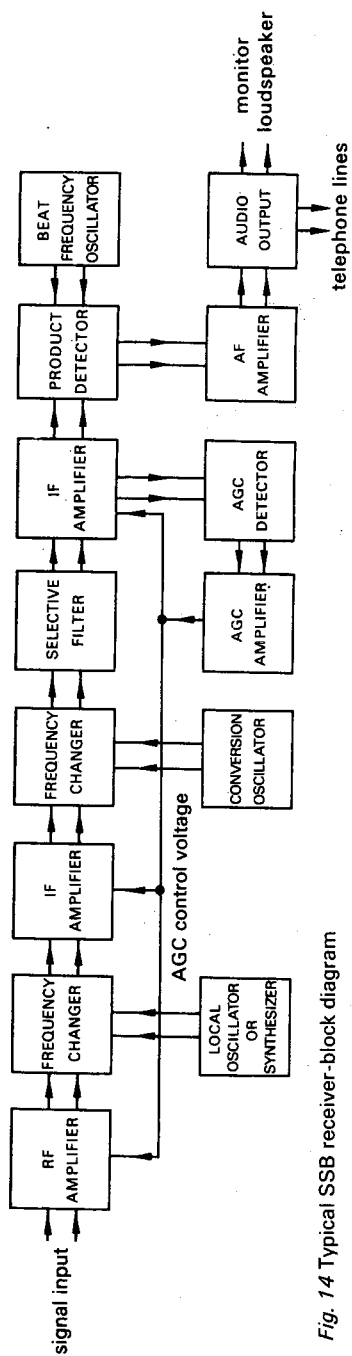 signal input
RF
AMPLIFIER
FREQUENCY
CHANGER
IF
AMPLIFIER
FREQUENCY
CHANGER
SELECTIVE
FILTER
IF
AMPLIFIER
PRODUCT
DETECTOR
BEAT
FREQUENCY
OSCILLATOR
LOCAL
OSCILLATOR
OR
SYNTHESIZER
AGC control voltage
CONVERSION
OSCILLATOR
AGC
AMPLIFIER
AGC
DETECTOR
AF
AMPLIFIER
AUDIO
OUTPUT
monitor
loudspeaker
telephone lines
Fig. 14 Typical SSB receiver-block diagram